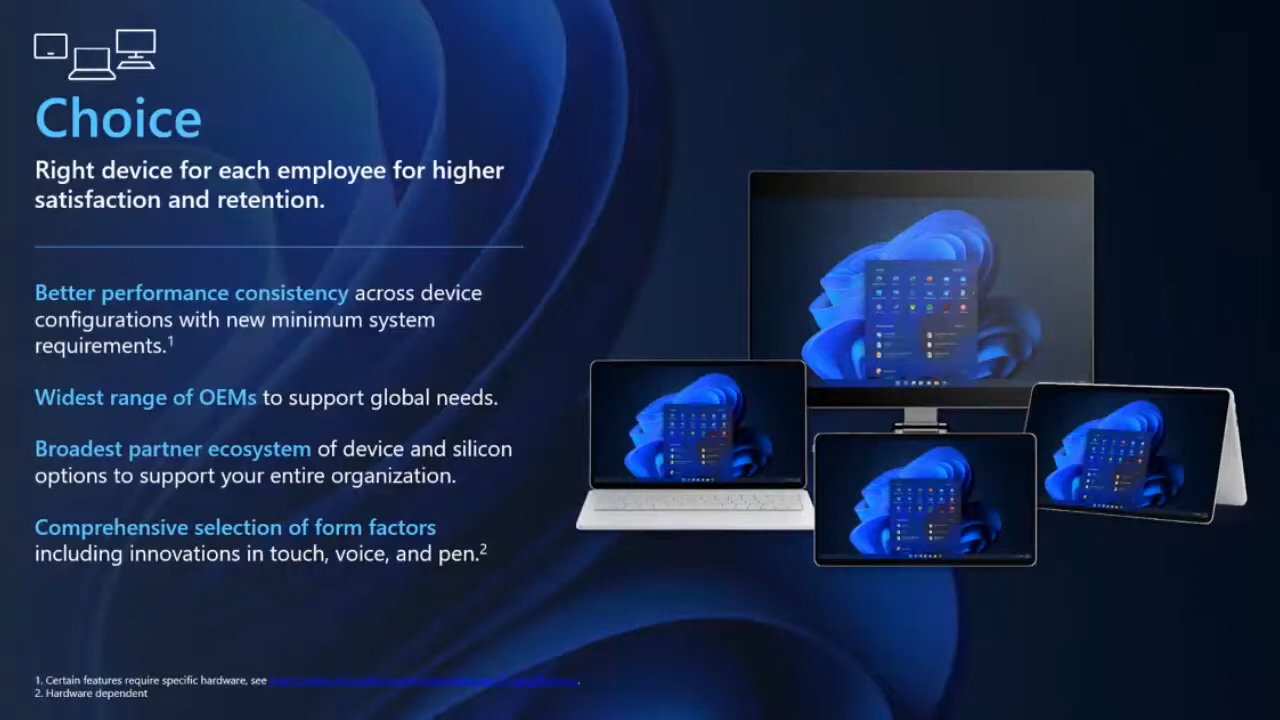 Choice
Right device for each employee for higher
satisfaction and retention.
Better performance consistency across device
configurations with new minimum system
requirements.1
Widest range of OEMs to support global needs.
Broadest partner ecosystem of device and silicon
options to support your entire organization.
Comprehensive selection of form factors
including innovations in touch, voice, and pen.2
1. Certain features require specific hardware, see
2. Hardware dependent